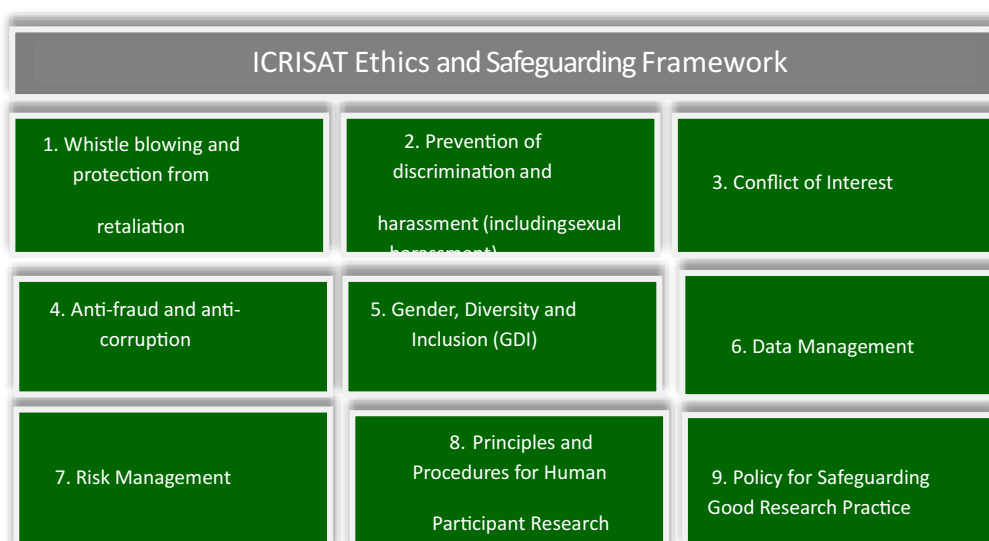 ICRISAT Ethics and Safeguarding Framework
1. Whistle blowing and
protection from
retaliation
2. Prevention of
discrimination and
harassment (includingsexual
harassment)
3. Conflict of Interest
4. Anti-fraud and anti-
corruption
5. Gender, Diversity and
Inclusion (GDI)
6. Data Management
7. Risk Management
8. Principles and
Procedures for Human
Participant Research
9. Policy for Safeguarding
Good Research Practice